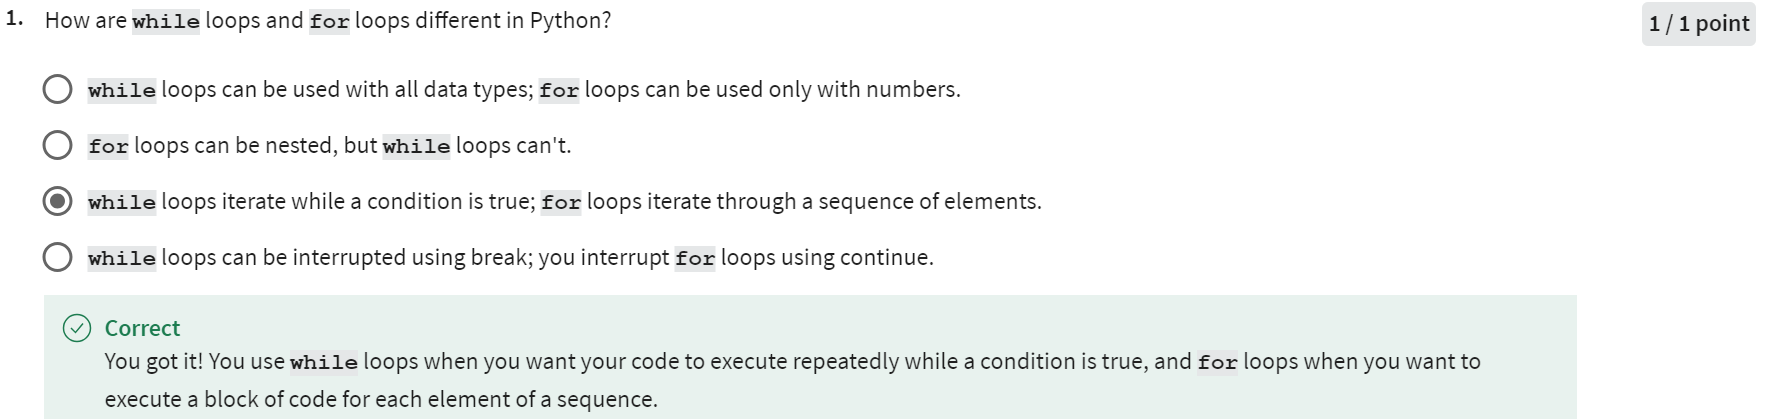 1. How are while loops and for loops different in Python?
1 / 1 point
while loops can be used with all data types; for loops can be used only with numbers.
for loops can be nested, but while loops can't.
while loops iterate while a condition is true; for loops iterate through a sequence of elements.
while loops can be interrupted using break; you interrupt for loops using continue.
Correct
You got it! You use while loops when you want your code to execute repeatedly while a condition is true, and for loops when you want to
execute a block of code for each element of a sequence.